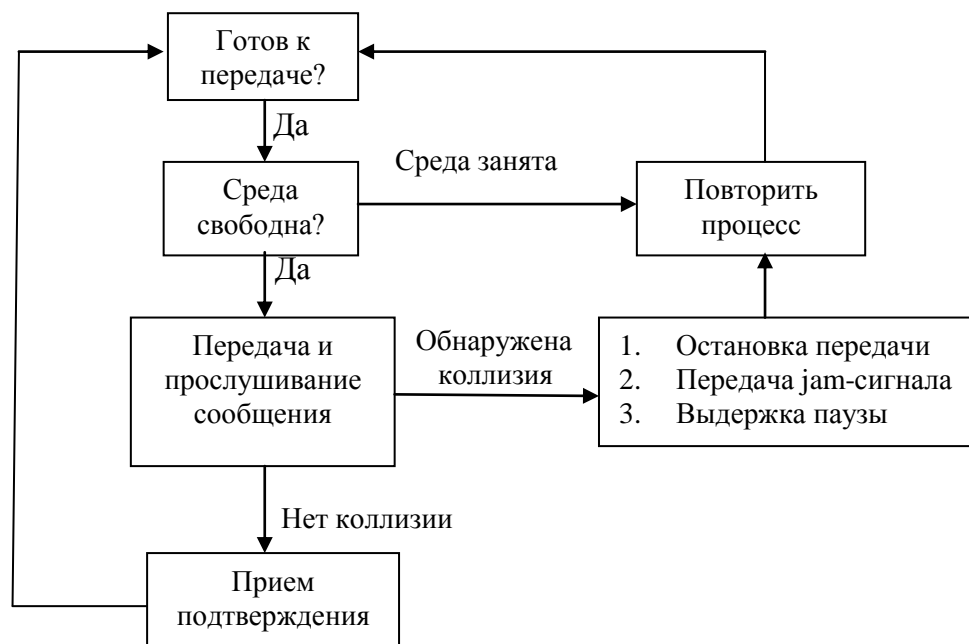 Готов к
передаче?
Да
Среда занята
Среда
свободна?
Повторить
процесс
Да
Передача и
прослушивание
сообщения
Обнаружена
коллизия
1. Остановка передачи
2. Передача jam-сигнала
3. Выдержка паузы
Нет коллизии
Прием
подтверждения